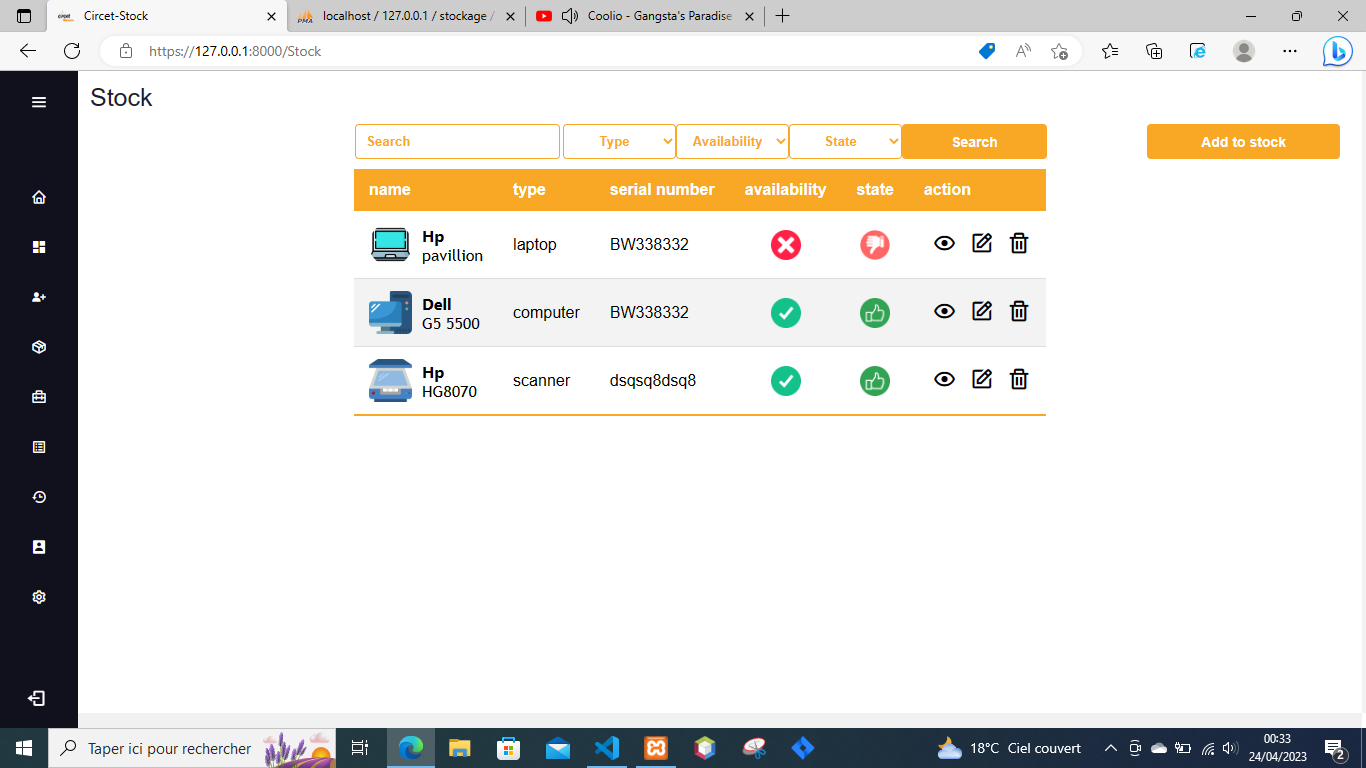 Circet-Stock
localhost / 127.0.0.1 / stockage /
Coolio - Gangsta's Paradise
https://127.0.0.1:8000/Stock
Stock
Search Type Availability State Search Add to stock
name type serial number availability state action
Hp
pavillion laptop BW338332
Dell
G5 5500 computer BW338332
Hp
HG8070 scanner dsqsq8dsq8
Taper ici pour rechercher
18°C Ciel couvert
00:33
24/04/2023
2